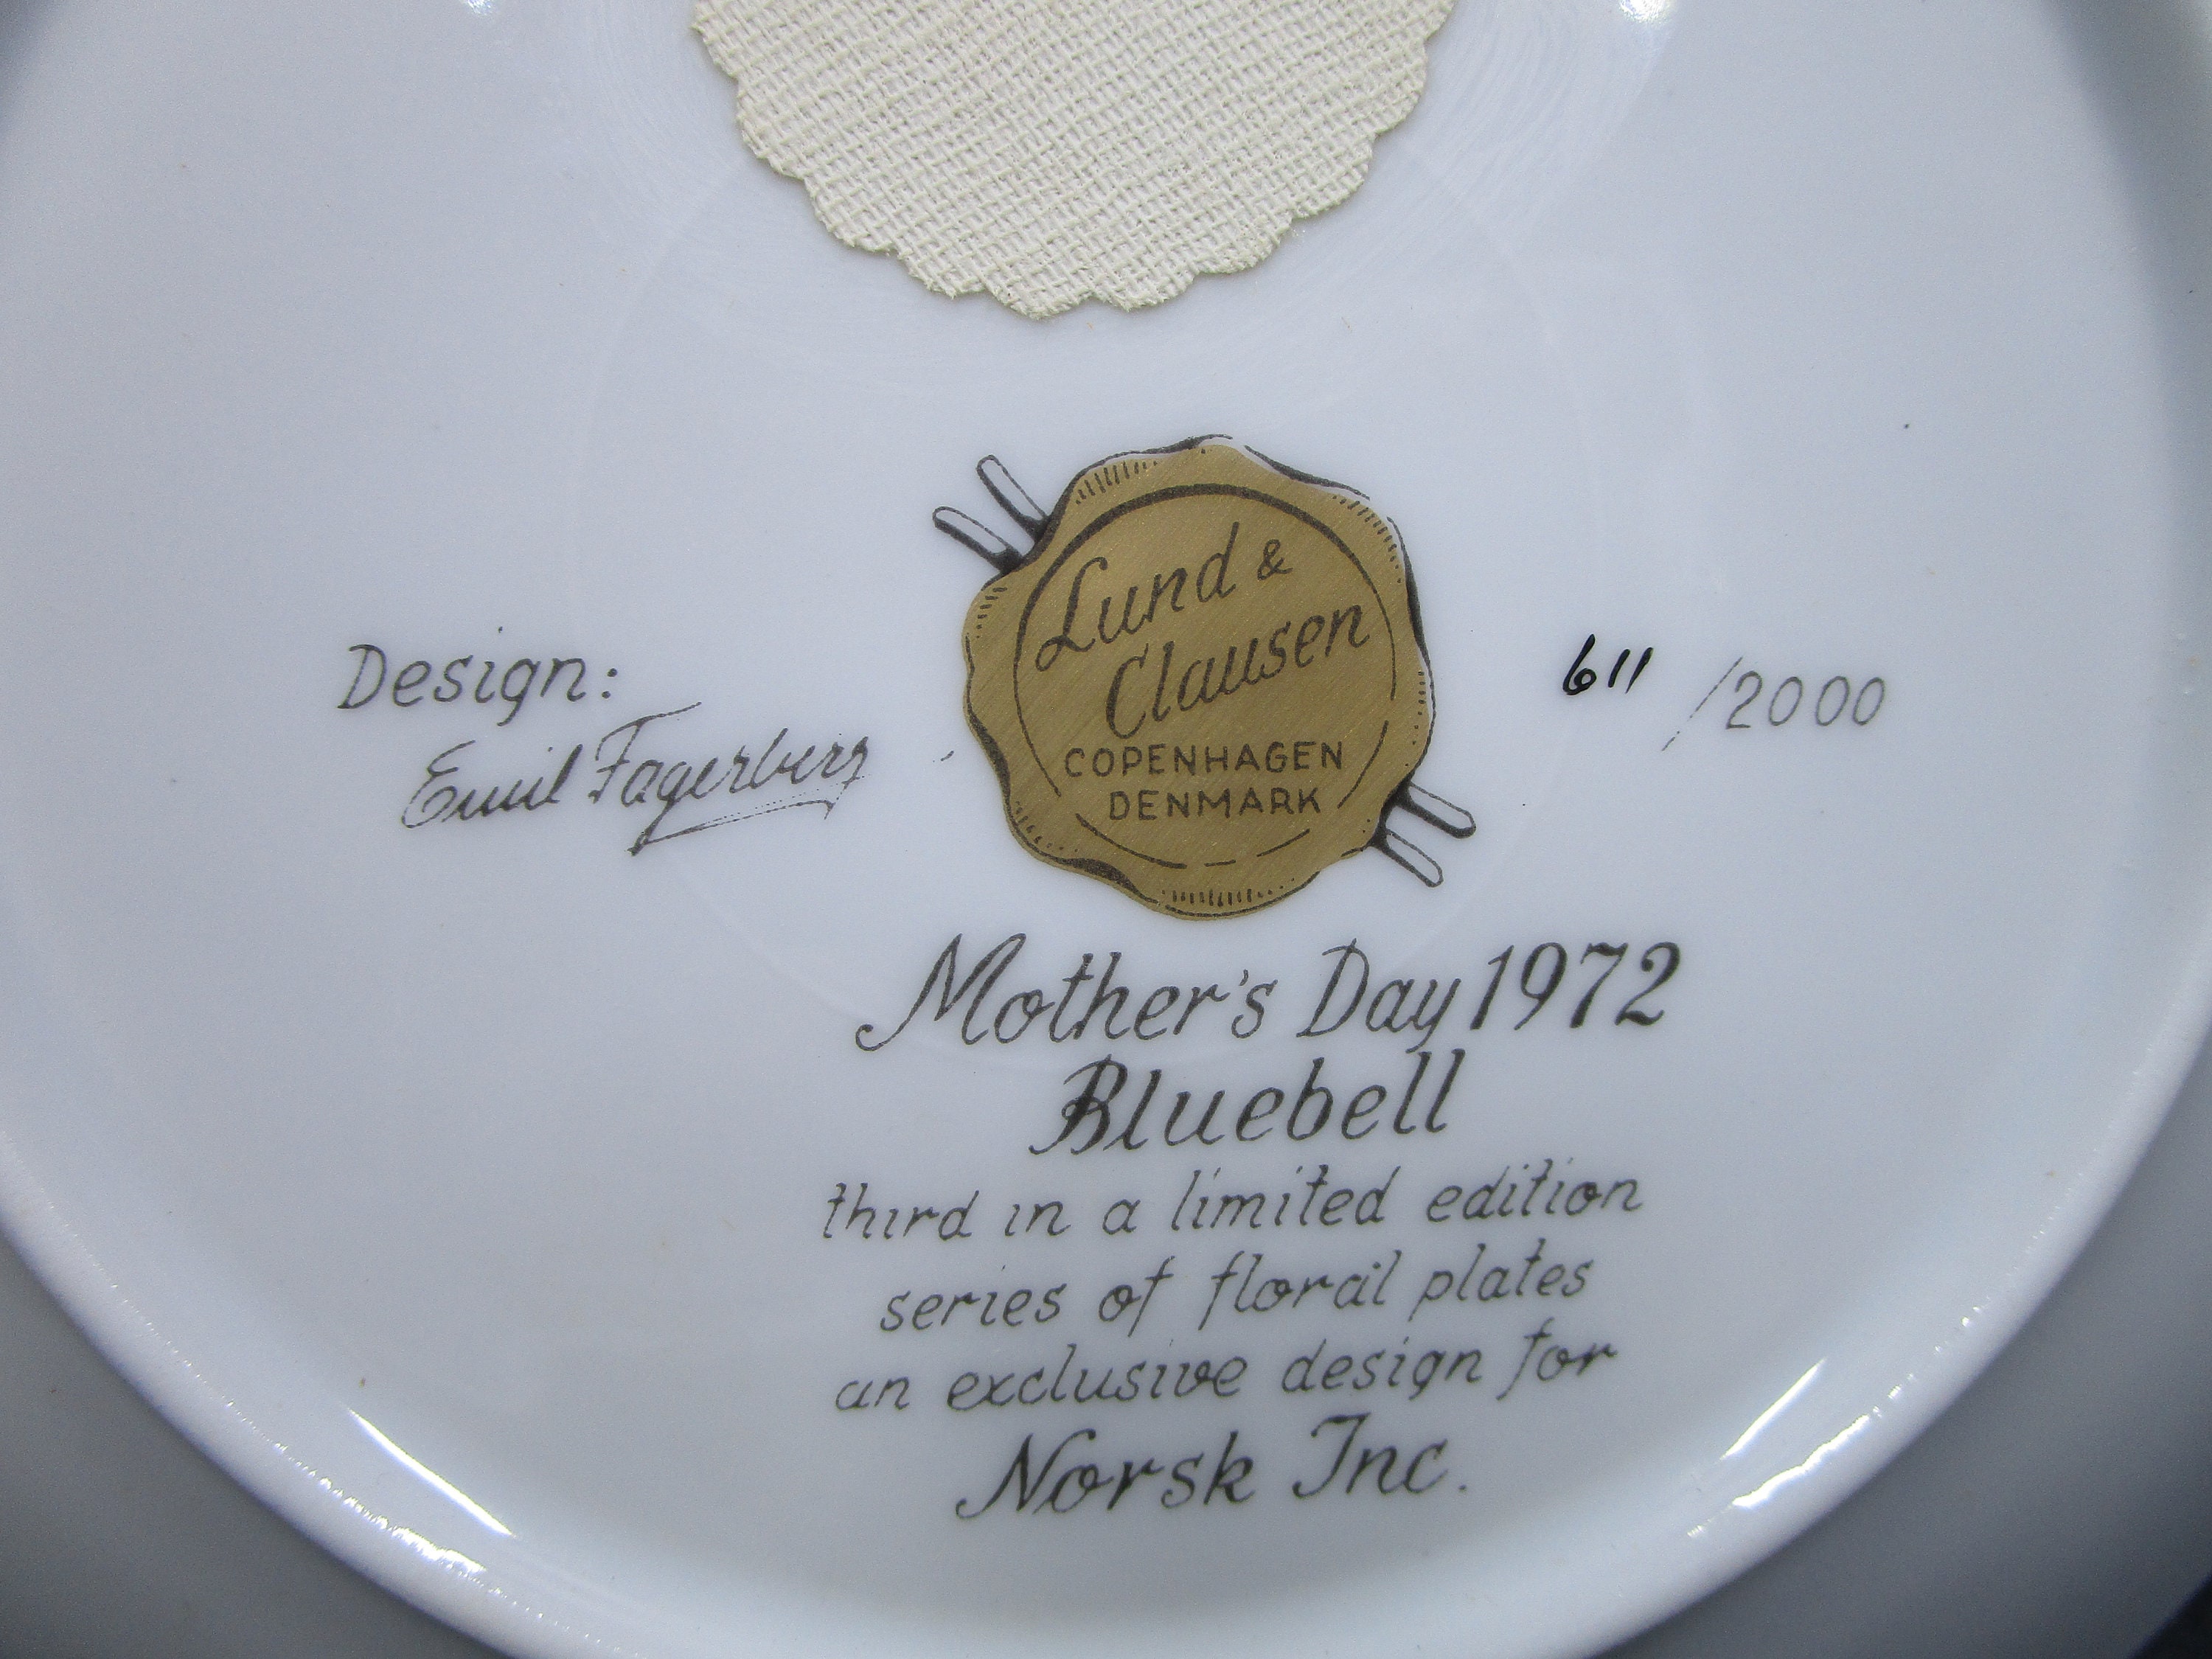 Lund &
Clausen
COPENHAGEN
DENMARK
Design:
Emil Fagerberg
611 /2000
Mother's Day 1972
Bluebell
third in a limited edition
series of floral plates
an exclusive design for
Norsk Inc.